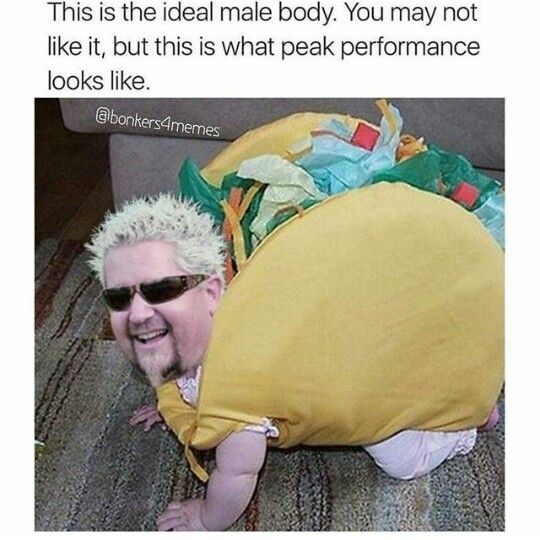 This is the ideal male body. You may not
like it, but this is what peak performance
looks like.
@bonkers4memes